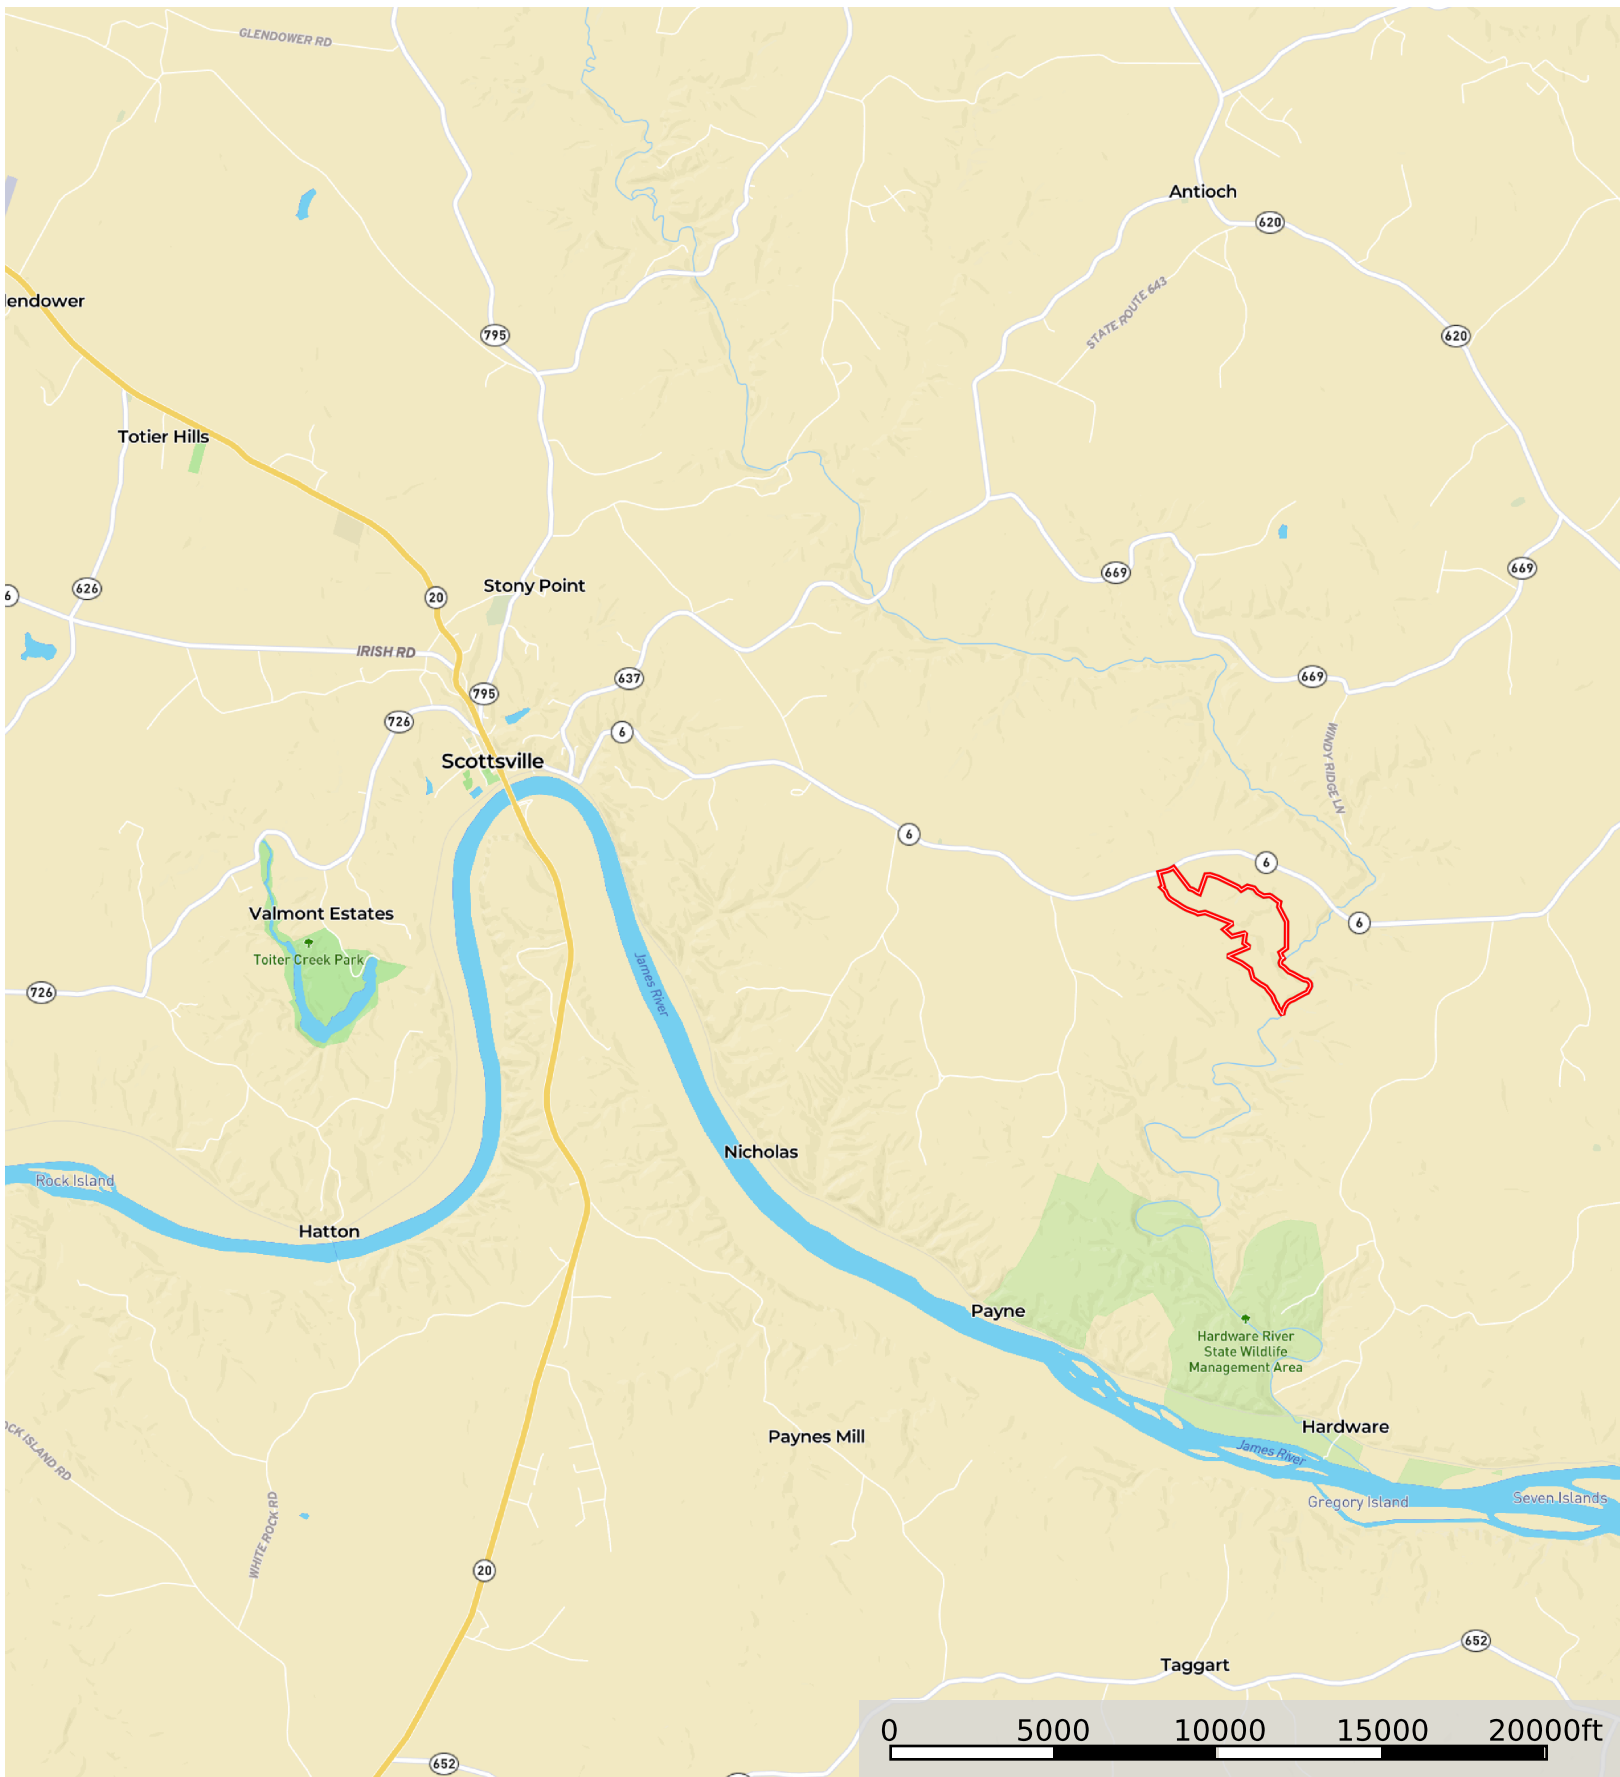 GLENDOWER RD
Antioch
620
STATE ROUTE 643
lendower
795
620
Totier Hills
669
669
626
6
20
Stony Point
IRISH RD
637
669
795
726
6
WINDY RIDGE LN
Scottsville
6
6
Valmont Estates
6
Toiter Creek Park
James River
726
Nicholas
Rock Island
Hatton
Payne
Hardware River
State Wildlife
Management Area
Hardware
Paynes Mill
OCK ISLAND RD
James River
Gregory Island
Seven Islands
WHITE ROCK RD
20
652
Taggart
0 5000 10000 15000 20000ft
652